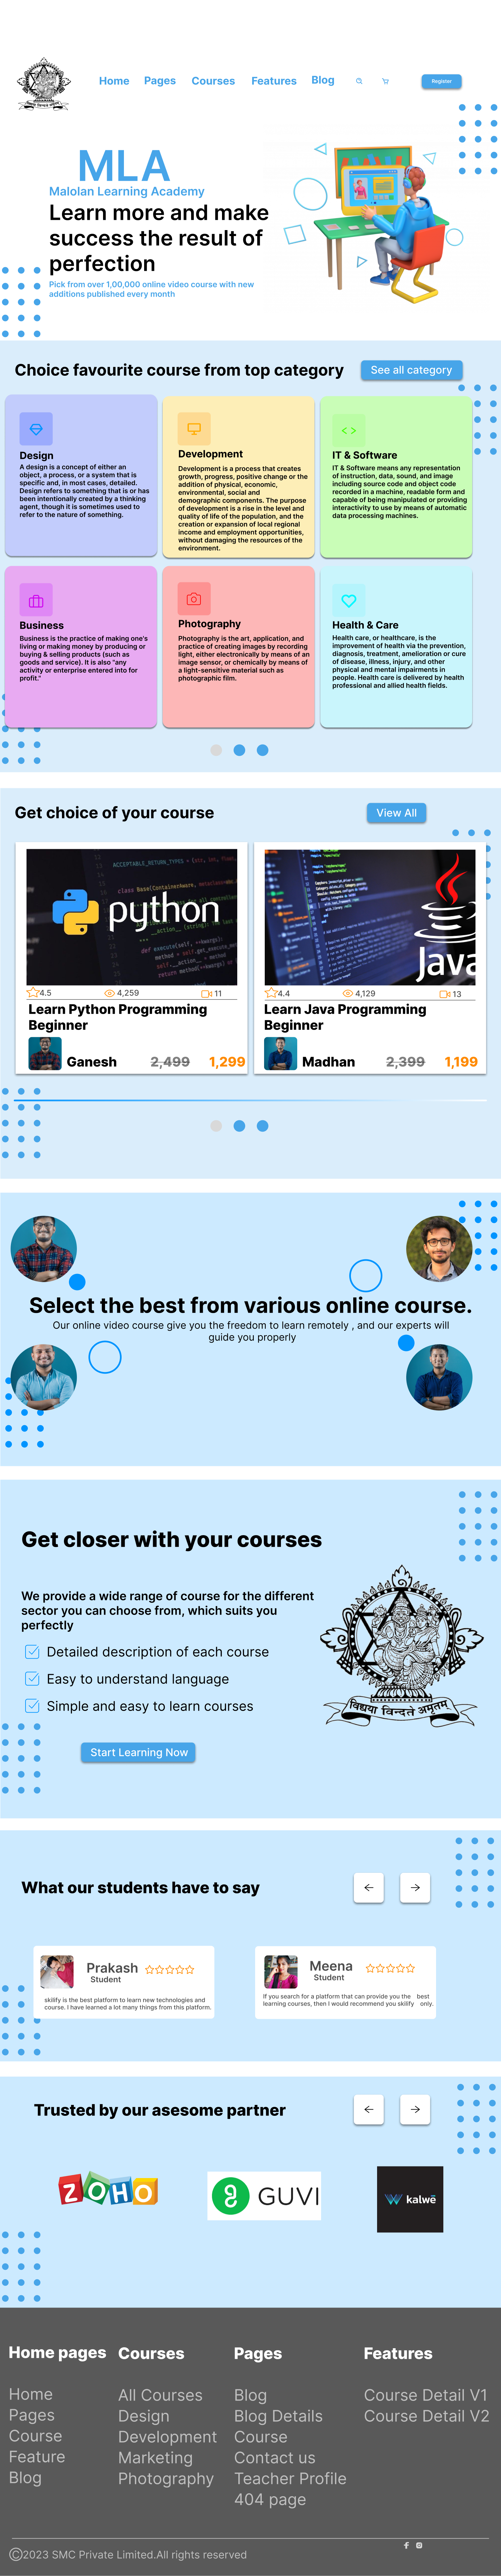 Home Pages Courses Features Blog Register
MLA
Malolan Learning Academy
Learn more and make
success the result of
perfection
Pick from over 1,00,000 online video course with new
additions published every month
Choice favourite course from top category
See all category
Design
A design is a concept of either an
object, a process, or a system that is
specific and, in most cases, detailed.
Design refers to something that is or has
been intentionally created by a thinking
agent, though it is sometimes used to
refer to the nature of something.
Development
Development is a process that creates
growth, progress, positive change or the
addition of physical, economic,
environmental, social and
demographic components. The purpose
of development is a rise in the level and
quality of life of the population, and the
creation or expansion of local regional
income and employment opportunities,
without damaging the resources of the
environment.
IT & Software
IT & Software means any representation
of instruction, data, sound, and image
including source code and object code
recorded in a machine, readable form and
capable of being manipulated or providing
interactivity to use by means of automatic
data processing machines.
Business
Business is the practice of making one's
living or making money by producing or
buying & selling products (such as
goods and service). It is also "any
activity or enterprise entered into for
profit."
Photography
Photography is the art, application, and
practice of creating images by recording
light, either electronically by means of an
image sensor, or chemically by means of
a light-sensitive material such as
photographic film.
Health & Care
Health care, or healthcare, is the
improvement of health via the prevention,
diagnosis, treatment, amelioration or cure
of disease, illness, injury, and other
physical and mental impairments in
people. Health care is delivered by health
professional and allied health fields.
Get choice of your course
View All
python
4.5 4,259 11
Learn Python Programming
Beginner
Ganesh 2,499 1,299
Java
4.4 4,129 13
Learn Java Programming
Beginner
Madhan 2,399 1,199
Select the best from various online course.
Our online video course give you the freedom to learn remotely , and our experts will
guide you properly
Get closer with your courses
We provide a wide range of course for the different
sector you can choose from, which suits you
perfectly
Detailed description of each course
Easy to understand language
Simple and easy to learn courses
Start Learning Now
विद्यया विन्दते अमृतम्
What our students have to say
Prakash
Student
skillfy is the best platform to learn new technologies and
course. I have learned a lot many things from this platform.
Meena
Student
If you search for a platform that can provide you the best
learning courses, then I would recommend you skillfy only.
Trusted by our asesome partner
ZOHO
GUVI
kalwē
Home pages
Home
Pages
Course
Feature
Blog
Courses
All Courses
Design
Development
Marketing
Photography
Pages
Blog
Blog Details
Course
Contact us
Teacher Profile
404 page
Features
Course Detail V1
Course Detail V2
©2023 SMC Private Limited.All rights reserved